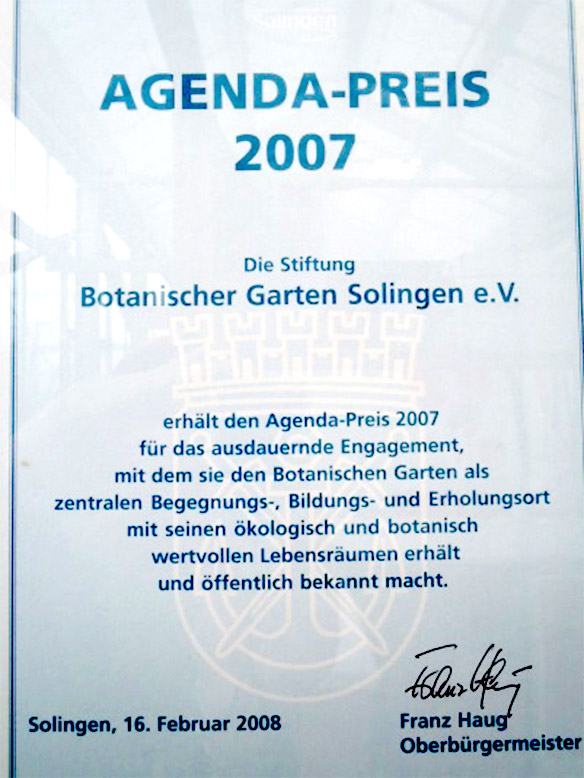 Solingen
AGENDA-PREIS
2007
Die Stiftung
Botanischer Garten Solingen e.V.
erhält den Agenda-Preis 2007
für das ausdauernde Engagement,
mit dem sie den Botanischen Garten als
zentralen Begegnungs-, Bildungs- und Erholungsort
mit seinen ökologisch und botanisch
wertvollen Lebensräumen erhält
und öffentlich bekannt macht.
Franz Haug
Solingen, 16. Februar 2008
Franz Haug
Oberbürgermeister